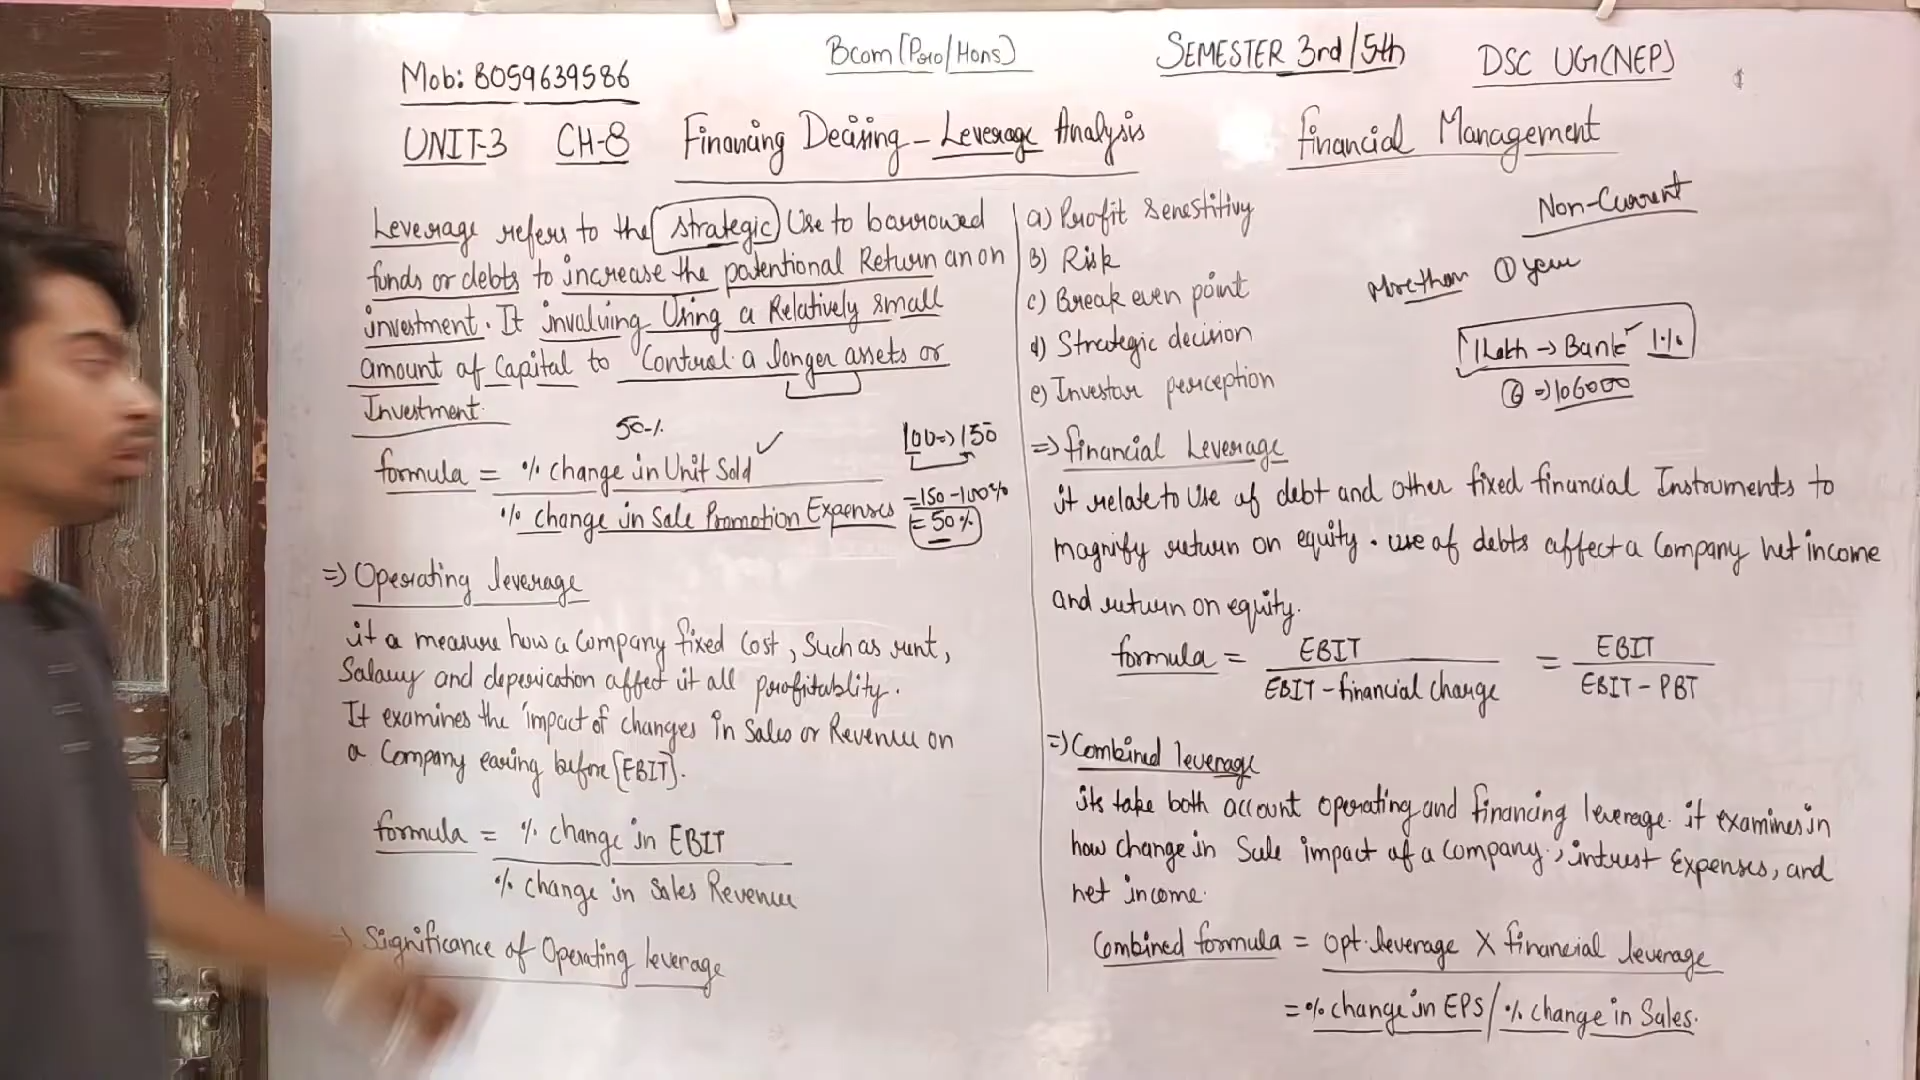 Mob: 8059639586
Bcom(Pro/Hons)
SEMESTER 3rd/5th
DSC UG(NEP)
UNIT-3 CH-8 Financing Decising - Leverage Analysis
financial Management
Leverage refers to the strategic Use to barrowed
funds or debts to increase the patentional Return an on
investment. It involving Using a Relatively small
amount of Capital to Control a longer assets or
Investment.
50%
formula = % change in Unit Sold ✓
% change in Sale Promotion Expenses
100=>150
=150-100%
=50%
=> Operating leverage
it a measure how a Company fixed Cost, Such as rent,
Salary and deperication affect it all profitablity.
It examines the impact of changes in Sales or Revenue on
a Company earing before [EBIT].
formula = % change in EBIT
% change in Sales Revenue
=> Significance of Operating leverage
a) Profit Senestitivy
B) Risk
c) Break even point
d) Strategic decision
e) Investar perception
Non-Current
More than ① year
1 Lakh -> Bank ✓ 1%
⑥ => 106000
=> financial Leverage
it relate to Use of debt and other fixed financial Instruments to
magnify return on equity. use of debts affect a Company net income
and return on equity.
formula = EBIT = EBIT
EBIT - financial charge EBIT - PBT
=> Combined leverage
its take both account operating and financing leverage. it examines in
how change in Sale impact of a Company, intrest Expenses, and
net income.
Combined formula = opt. leverage X financial leverage
= % change in EPS / % change in Sales.